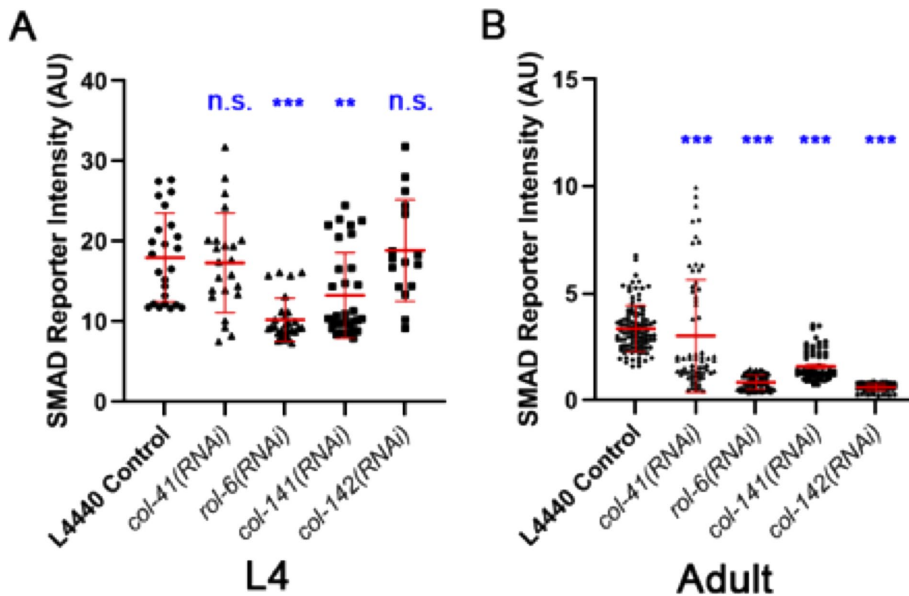 A
SMAD Reporter Intensity (AU)
40
30
20
10
0
n.s.
***
**
n.s.
L4440 Control
col-41(RNAi)
rol-6(RNAi)
col-141(RNAi)
col-142(RNAi)
L4
B
SMAD Reporter Intensity (AU)
15
10
5
0
***
***
***
***
L4440 Control
col-41(RNAi)
rol-6(RNAi)
col-141(RNAi)
col-142(RNAi)
Adult